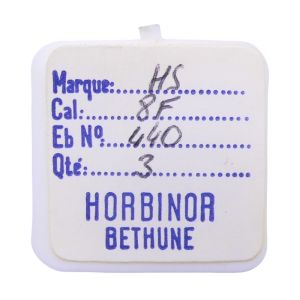 Marque: HS
Cal: 8F
Eb Nº: 440
Qté: 3
HORBINOR
BETHUNE